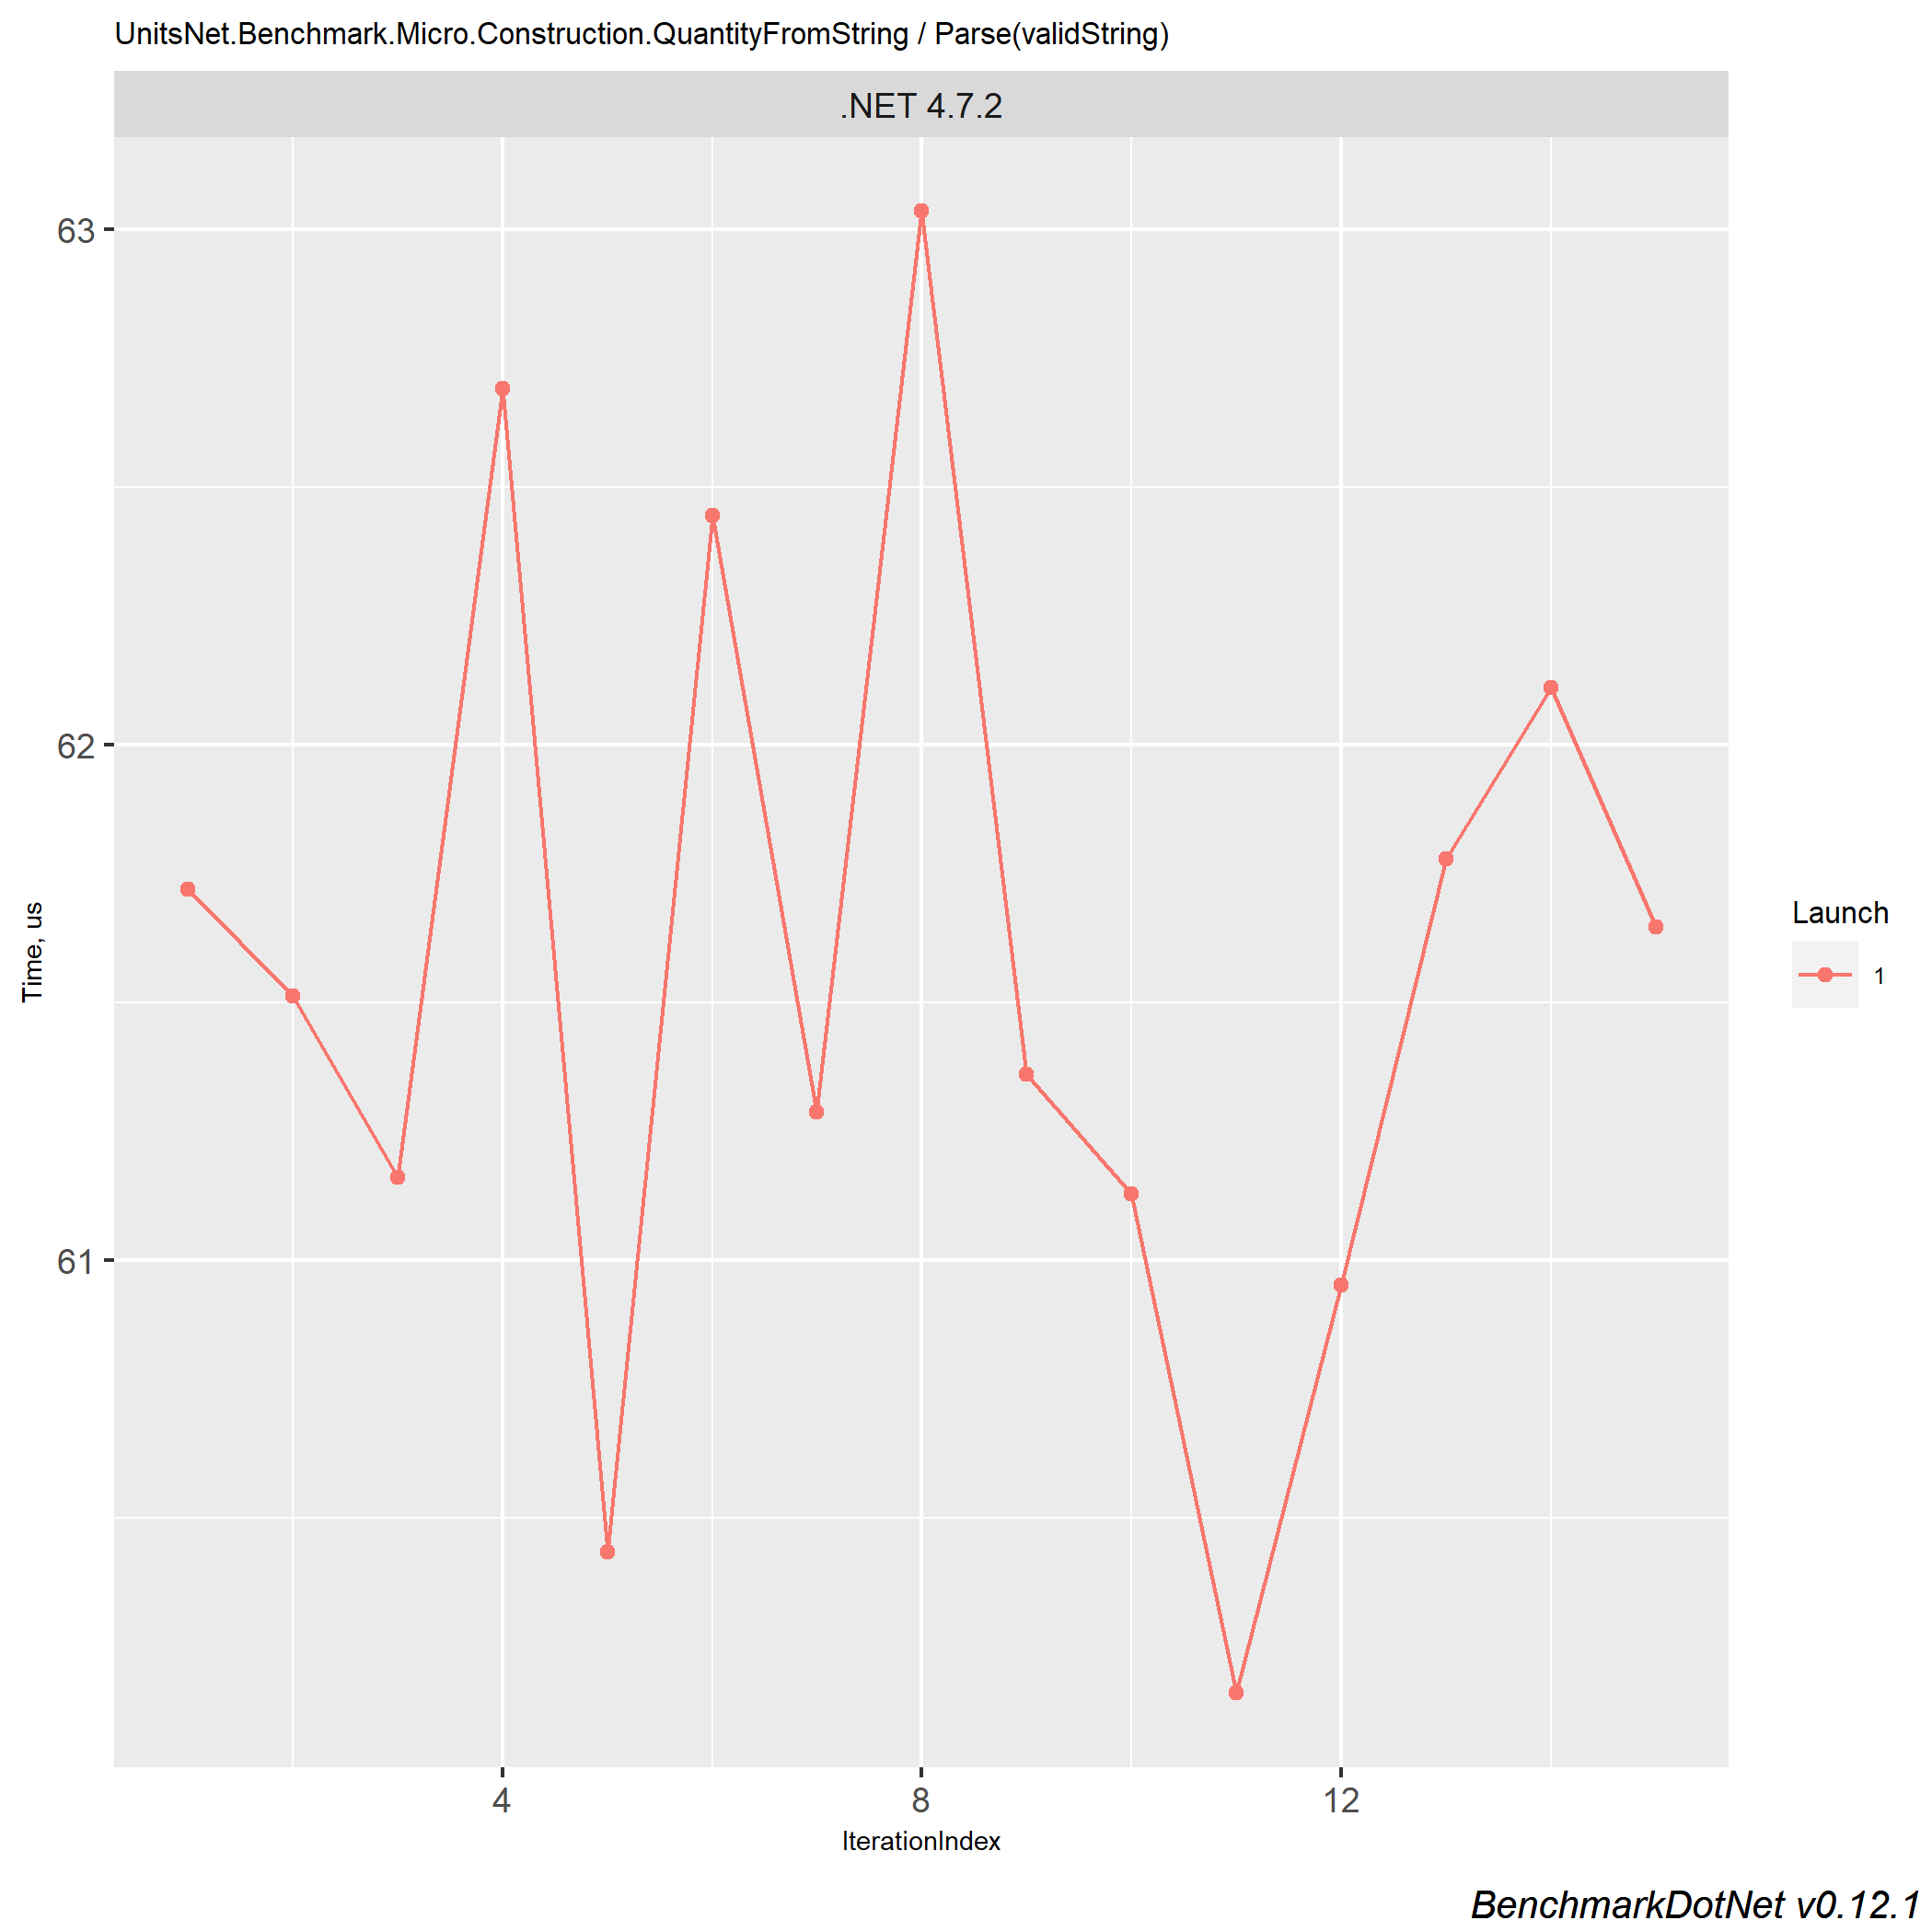 UnitsNet.Benchmark.Micro.Construction.QuantityFromString / Parse(validString)
.NET 4.7.2
63
62
61
Time, us
4 8 12
IterationIndex
Launch
1
BenchmarkDotNet v0.12.1